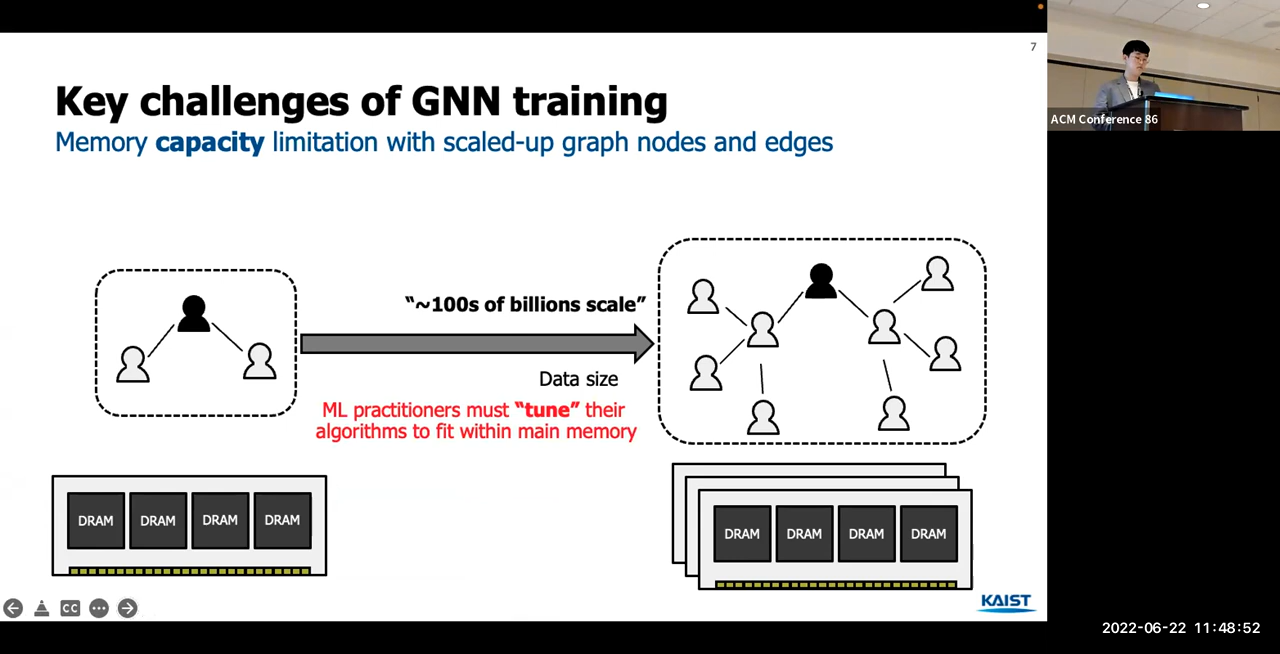 7
ACM Conference 86
Key challenges of GNN training
Memory capacity limitation with scaled-up graph nodes and edges
“~100s of billions scale”
Data size
ML practitioners must “tune” their
algorithms to fit within main memory
DRAM DRAM DRAM DRAM
DRAM DRAM DRAM DRAM
CC
KAIST
2022-06-22 11:48:52